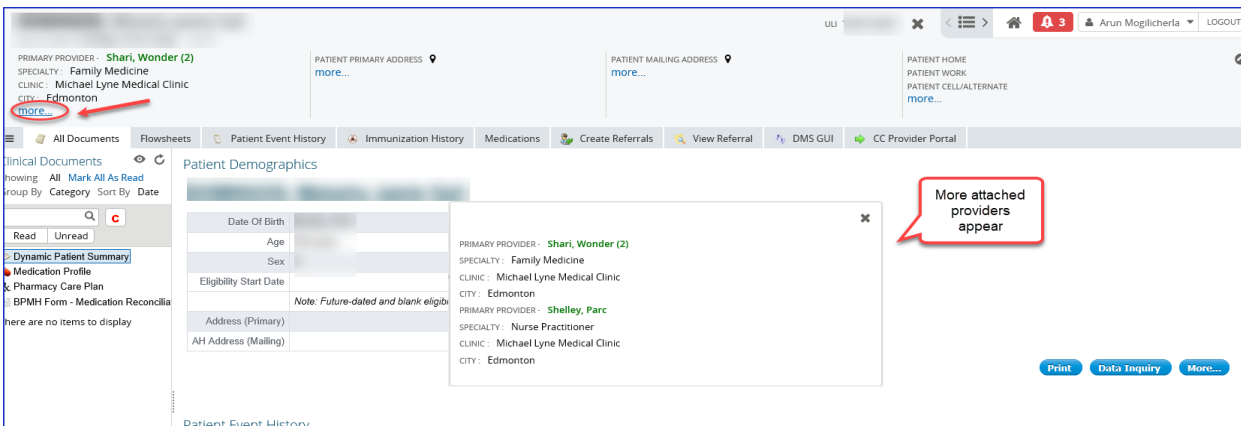 ULI
3
Arun Mogilicherla
LOGOUT
PRIMARY PROVIDER - Shari, Wonder (2)
SPECIALTY : Family Medicine
CLINIC : Michael Lyne Medical Clinic
CITY : Edmonton
more...
PATIENT PRIMARY ADDRESS
more...
PATIENT MAILING ADDRESS
more...
PATIENT HOME
PATIENT WORK
PATIENT CELL/ALTERNATE
more...
All Documents Flowsheets Patient Event History Immunization History Medications Create Referrals View Referral DMS GUI CC Provider Portal
Clinical Documents
Showing All Mark All As Read
Group By Category Sort By Date
C
Read Unread
Dynamic Patient Summary
Medication Profile
Pharmacy Care Plan
BPMH Form - Medication Reconcilia
There are no items to display
Patient Demographics
Date Of Birth
Age
Sex
Eligibility Start Date
Note: Future-dated and blank eligibi
Address (Primary)
AH Address (Mailing)
PRIMARY PROVIDER - Shari, Wonder (2)
SPECIALTY : Family Medicine
CLINIC : Michael Lyne Medical Clinic
CITY : Edmonton
PRIMARY PROVIDER - Shelley, Parc
SPECIALTY : Nurse Practitioner
CLINIC : Michael Lyne Medical Clinic
CITY : Edmonton
More attached
providers
appear
Print Data Inquiry More...
Patient Event History